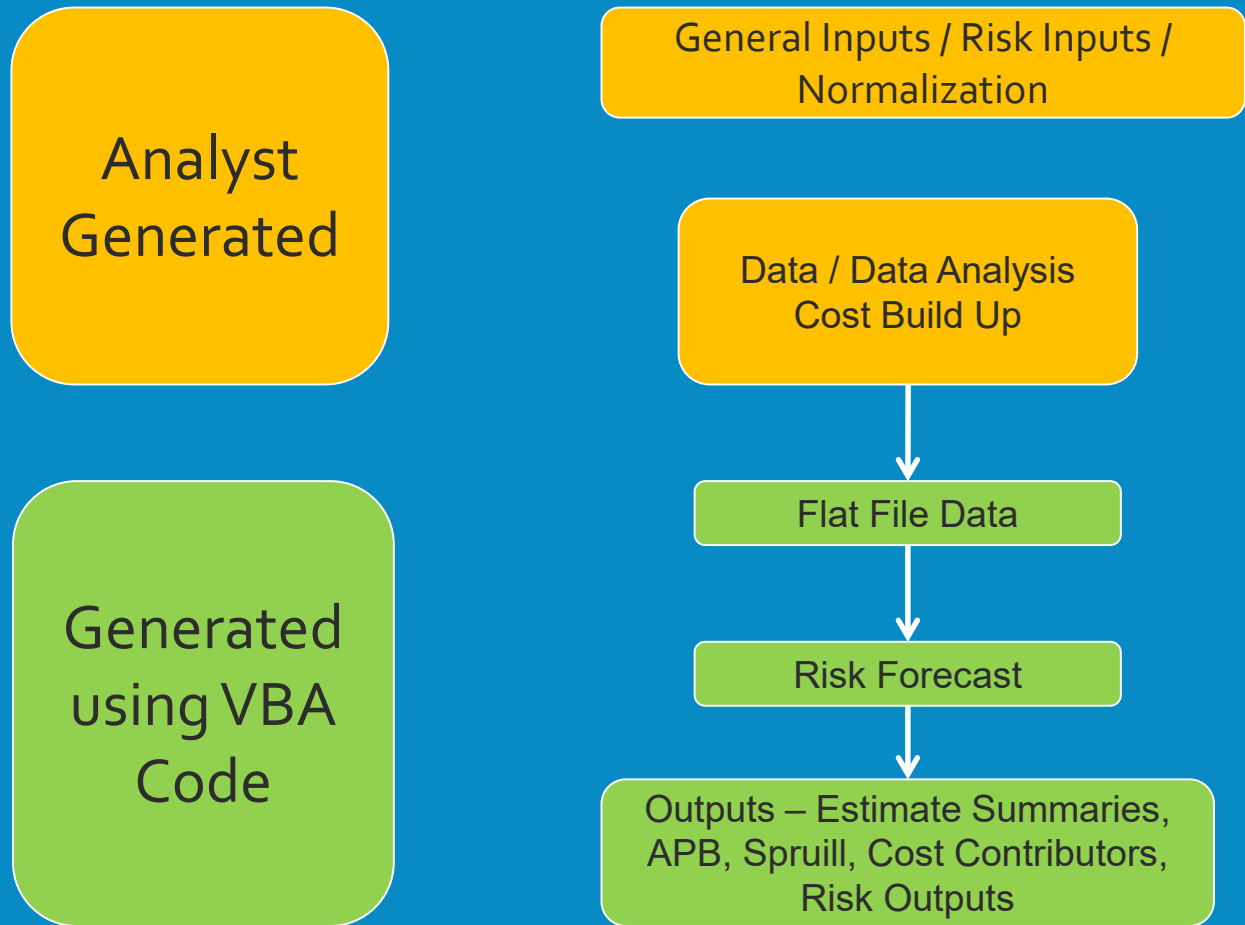 Analyst
Generated
General Inputs / Risk Inputs /
Normalization
Data / Data Analysis
Cost Build Up
Generated
using VBA
Code
Flat File Data
Risk Forecast
Outputs – Estimate Summaries,
APB, Spruill, Cost Contributors,
Risk Outputs